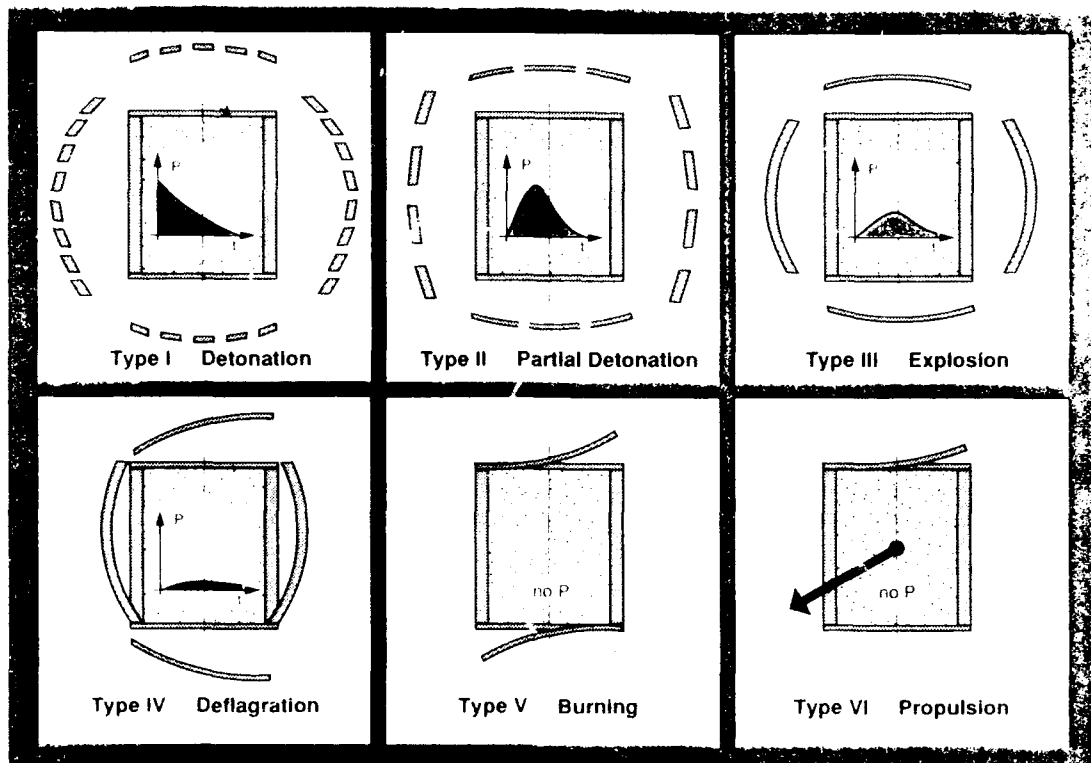 P
t
Type I Detonation
P
t
Type II Partial Detonation
P
Type III Explosion
P
t
Type IV Deflagration
no P
Type V Burning
no P
Type VI Propulsion